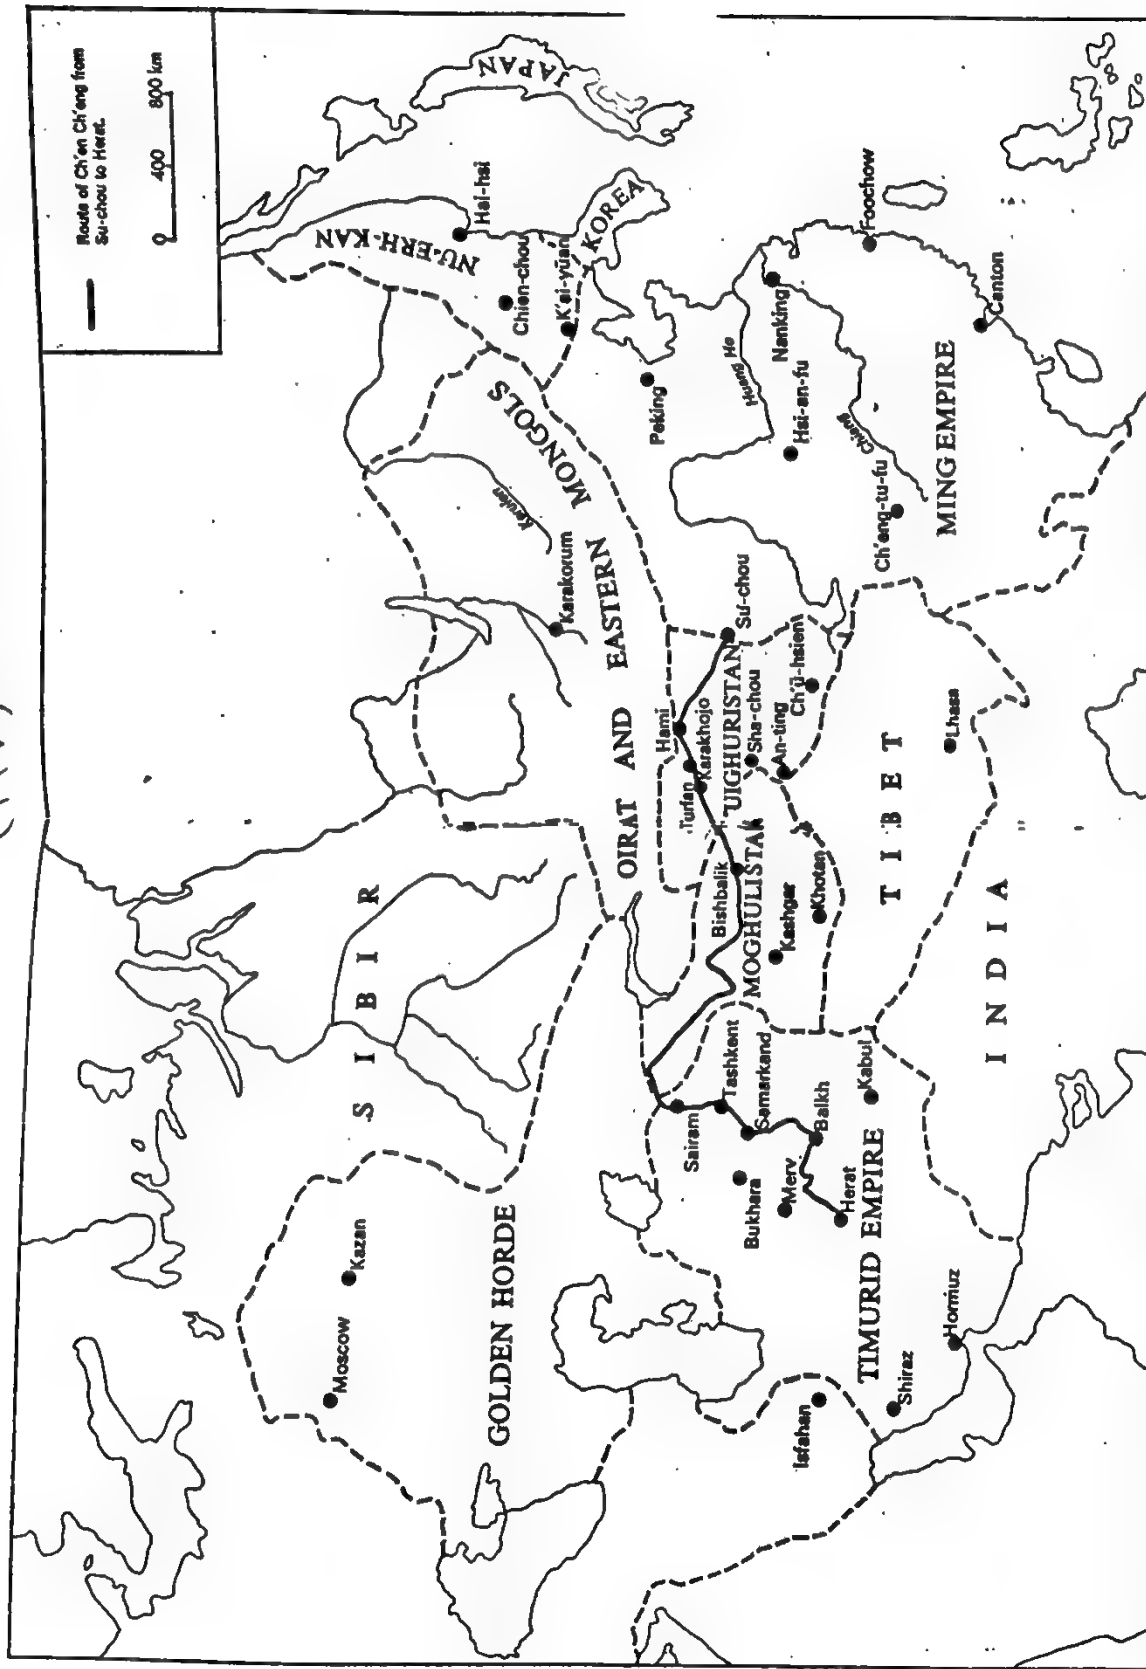 Route of Ch'en Ch'eng from
Su-chou to Herat.
0 400 800 km
SIBIR
GOLDEN HORDE
Moscow
Kazan
OIRAT AND EASTERN MONGOLS
Karakorum
Kerulen
NU-ERH-KAN
Hai-hsi
Chien-chou
K'ai-yüan
KOREA
JAPAN
Peking
Huang He
Nanking
Hsi-an-fu
Chiang
Ch'eng-tu-fu
MING EMPIRE
Foochow
Canton
Su-chou
Hami
Karakhojo
Turfan
UIGHURISTAN
Sha-chou
An-ting
Ch'ü-hsien
Bishbalik
MOGHULISTAN
Kashgar
Khotan
TIBET
Lhasa
INDIA
Sairam
Tashkent
Samarkand
Bukhara
Merv
Balkh
Herat
Kabul
TIMURID EMPIRE
Isfahan
Shiraz
Hormuz